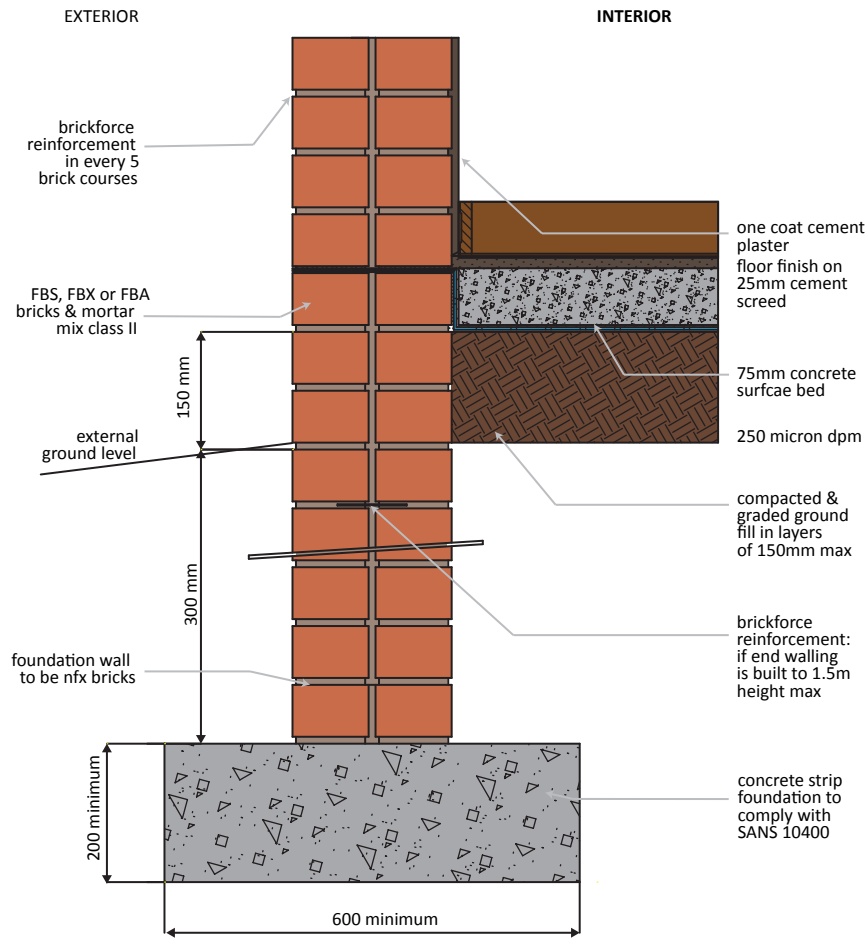 EXTERIOR
INTERIOR
brickforce
reinforcement
in every 5
brick courses
FBS, FBX or FBA
bricks & mortar
mix class II
150 mm
external
ground level
300 mm
foundation wall
to be nfx bricks
200 minimum
600 minimum
one coat cement
plaster
floor finish on
25mm cement
screed
75mm concrete
surfcae bed
250 micron dpm
compacted &
graded ground
fill in layers
of 150mm max
brickforce
reinforcement:
if end walling
is built to 1.5m
height max
concrete strip
foundation to
comply with
SANS 10400